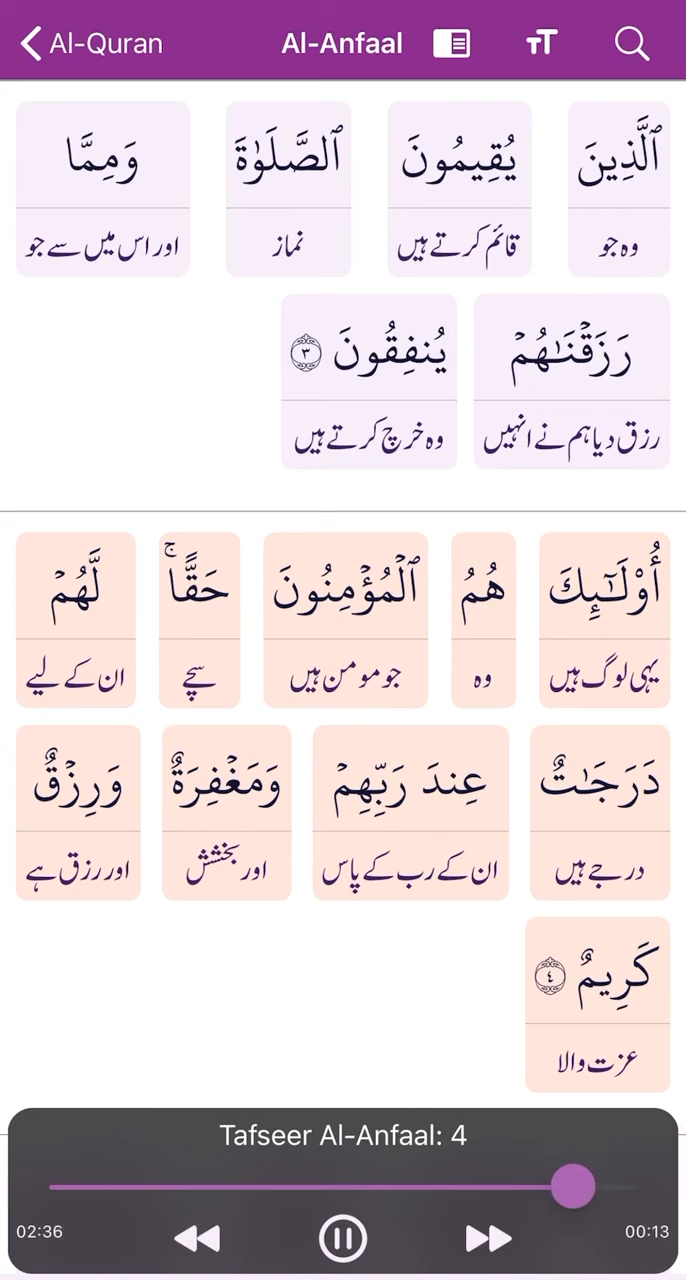 Al-Quran Al-Anfaal
ٱلَّذِينَ يُقِيمُونَ ٱلصَّلَوٰةَ وَمِمَّا
وہ جو قائم کرتے ہیں نماز اور اس میں سے جو
رَزَقْنَـٰهُمْ يُنفِقُونَ ٣
رزق دیا ہم نے انہیں وہ خرچ کرتے ہیں
أُو۟لَـٰٓئِكَ هُمُ ٱلْمُؤْمِنُونَ حَقًّا ۚ لَّهُمْ
یہی لوگ ہیں وہ جو مومن ہیں سچے ان کے لیے
دَرَجَـٰتٌ عِندَ رَبِّهِمْ وَمَغْفِرَةٌ وَرِزْقٌ
درجے ہیں ان کے رب کے پاس اور بخشش اور رزق ہے
كَرِيمٌ ٤
عزت والا
Tafseer Al-Anfaal: 4
02:36 00:13